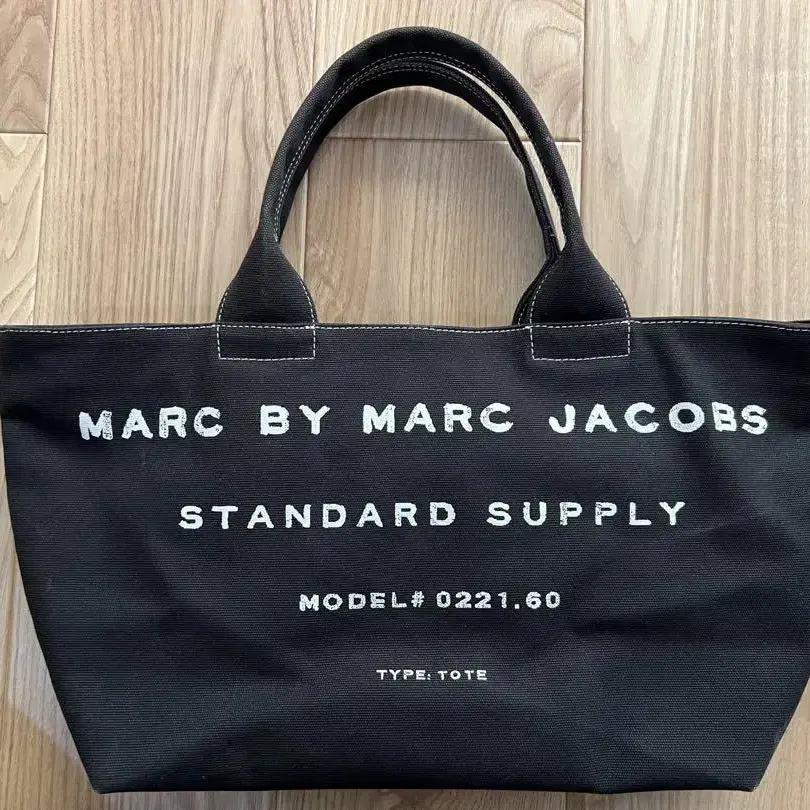 MARC BY MARC JACOBS
STANDARD SUPPLY
MODEL# 0221.60
TYPE: TOTE